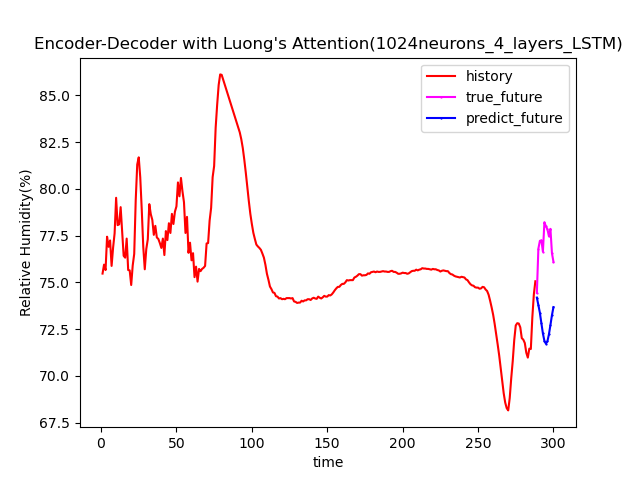 Encoder-Decoder with Luong's Attention(1024neurons_4_layers_LSTM)
history
true_future
predict_future
Relative Humidity(%)
85.0
82.5
80.0
77.5
75.0
72.5
70.0
67.5
0 50 100 150 200 250 300
time